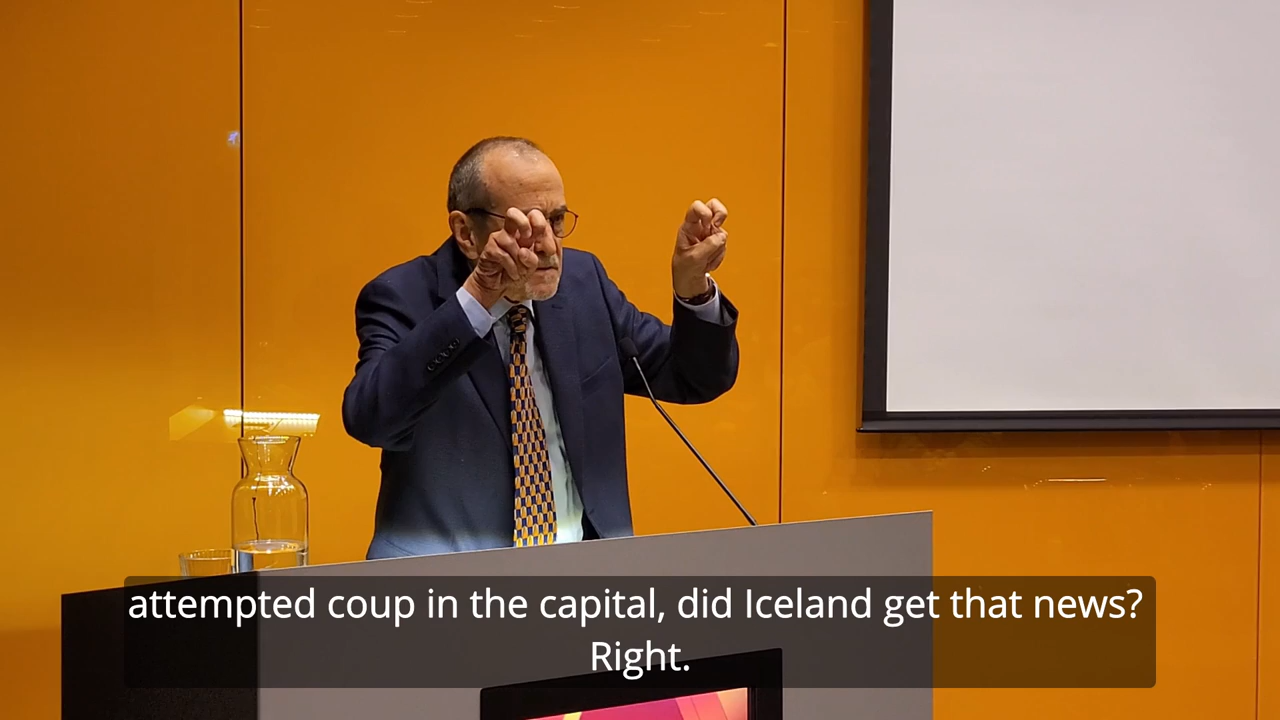 attempted coup in the capital, did Iceland get that news?
Right.